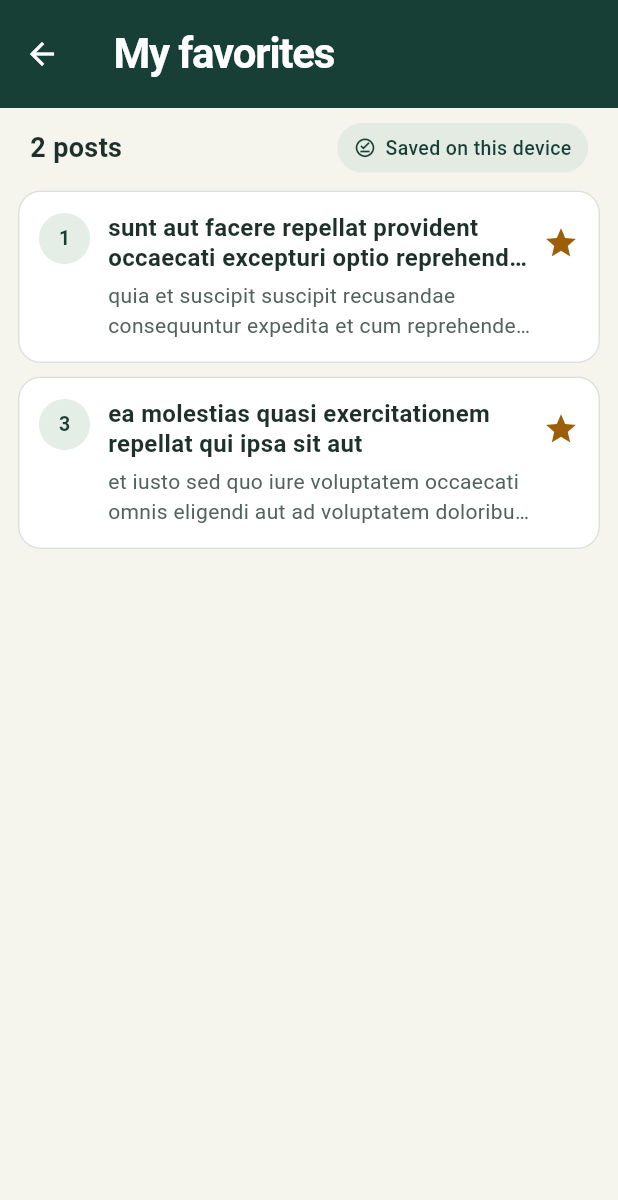 My favorites
2 posts
Saved on this device
1
sunt aut facere repellat provident
occaecati excepturi optio reprehend…
quia et suscipit suscipit recusandae
consequuntur expedita et cum reprehende…
3
ea molestias quasi exercitationem
repellat qui ipsa sit aut
et iusto sed quo iure voluptatem occaecati
omnis eligendi aut ad voluptatem doloribu…